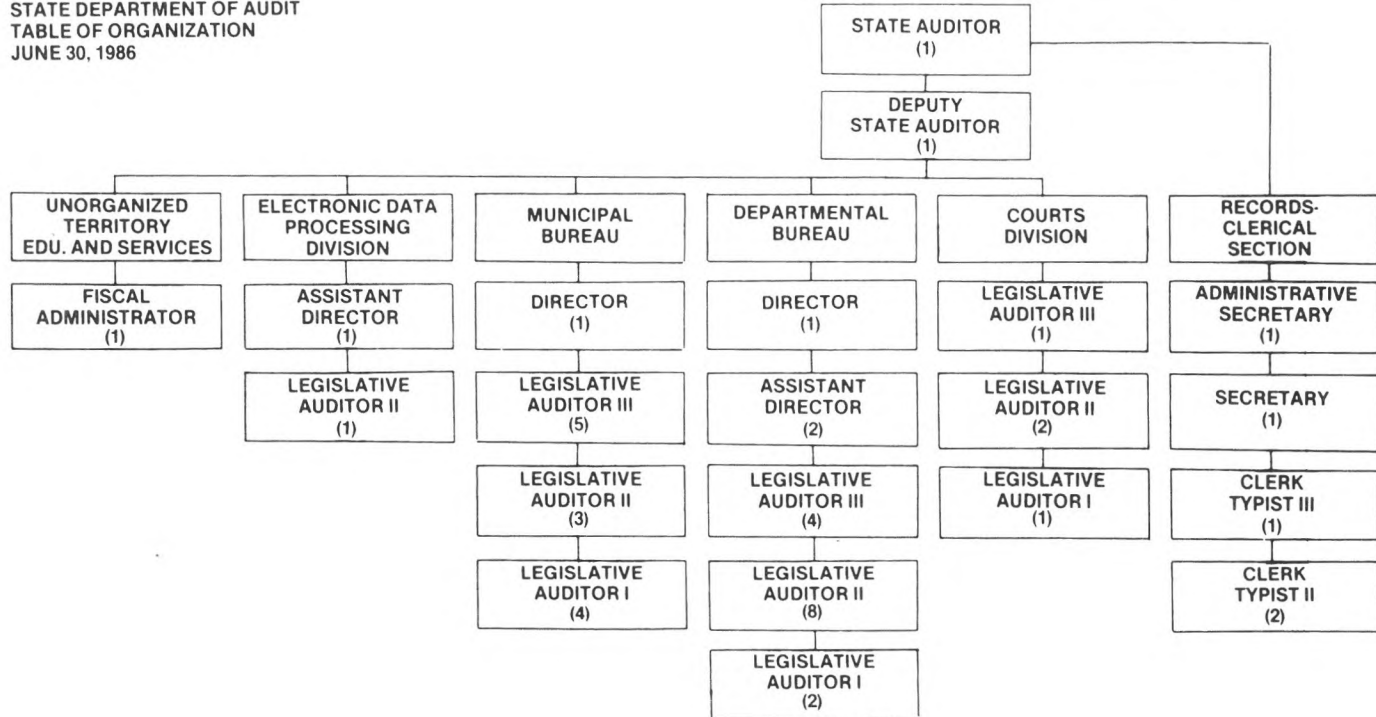 STATE DEPARTMENT OF AUDIT
TABLE OF ORGANIZATION
JUNE 30, 1986
STATE AUDITOR
(1)
DEPUTY
STATE AUDITOR
(1)
UNORGANIZED
TERRITORY
EDU. AND SERVICES
FISCAL
ADMINISTRATOR
(1)
ELECTRONIC DATA
PROCESSING
DIVISION
ASSISTANT
DIRECTOR
(1)
LEGISLATIVE
AUDITOR II
(1)
MUNICIPAL
BUREAU
DIRECTOR
(1)
LEGISLATIVE
AUDITOR III
(5)
LEGISLATIVE
AUDITOR II
(3)
LEGISLATIVE
AUDITOR I
(4)
DEPARTMENTAL
BUREAU
DIRECTOR
(1)
ASSISTANT
DIRECTOR
(2)
LEGISLATIVE
AUDITOR III
(4)
LEGISLATIVE
AUDITOR II
(8)
LEGISLATIVE
AUDITOR I
(2)
COURTS
DIVISION
LEGISLATIVE
AUDITOR III
(1)
LEGISLATIVE
AUDITOR II
(2)
LEGISLATIVE
AUDITOR I
(1)
RECORDS-
CLERICAL
SECTION
ADMINISTRATIVE
SECRETARY
(1)
SECRETARY
(1)
CLERK
TYPIST III
(1)
CLERK
TYPIST II
(2)